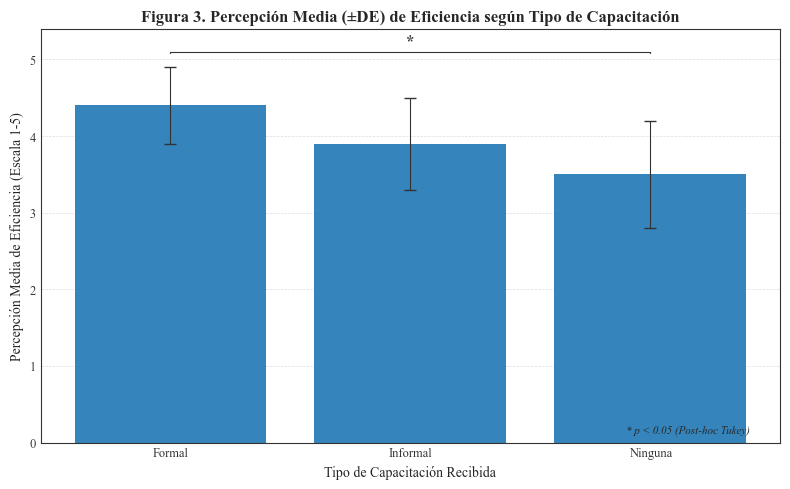 Figura 3. Percepción Media (±DE) de Eficiencia según Tipo de Capacitación
*
5
4
3
2
1
0
Percepción Media de Eficiencia (Escala 1-5)
* p < 0.05 (Post-hoc Tukey)
Formal
Informal
Ninguna
Tipo de Capacitación Recibida